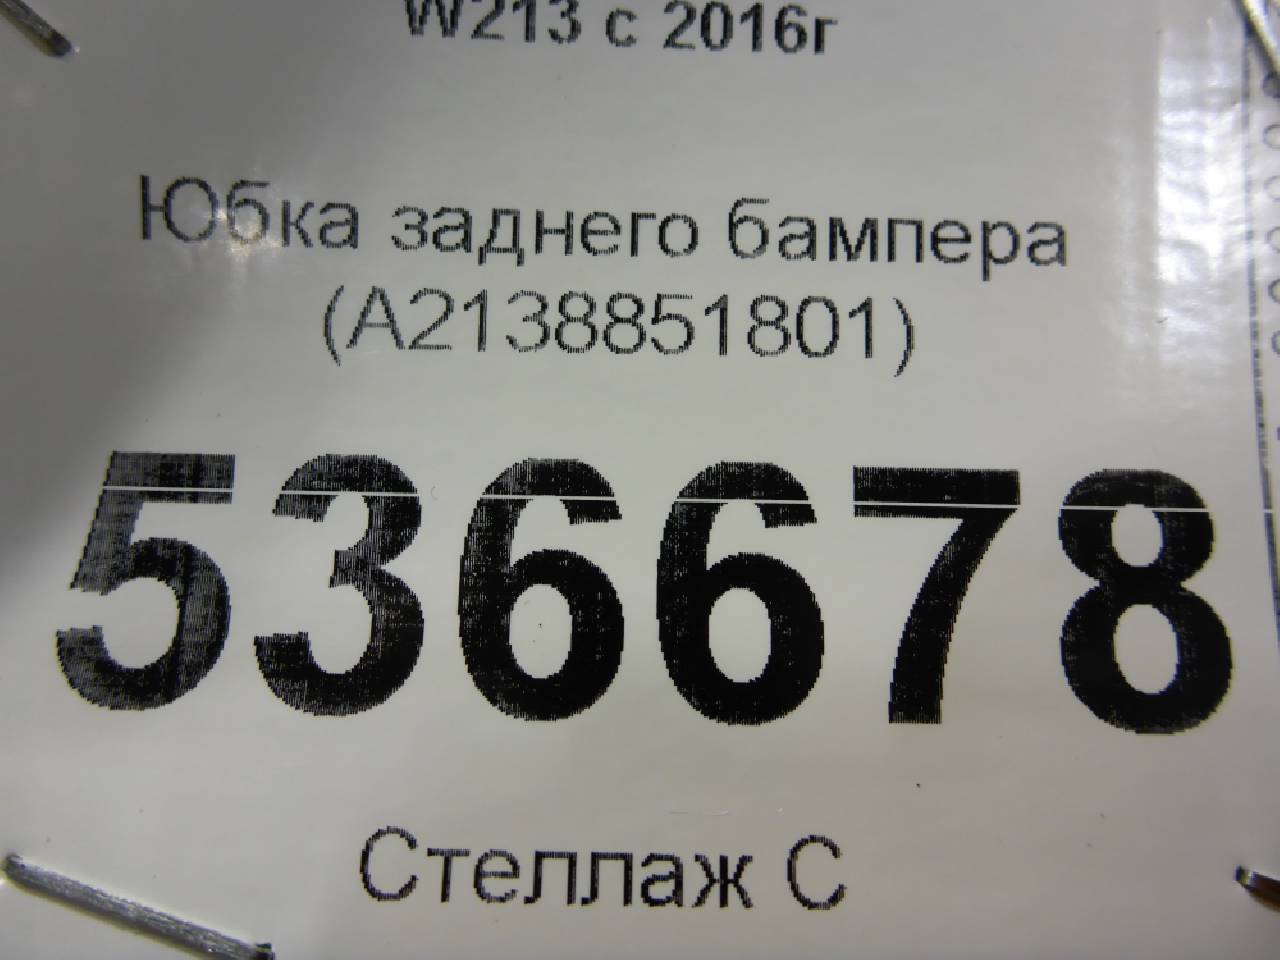 W213 с 2016г
Юбка заднего бампера
(A2138851801)
536678
Стеллаж С